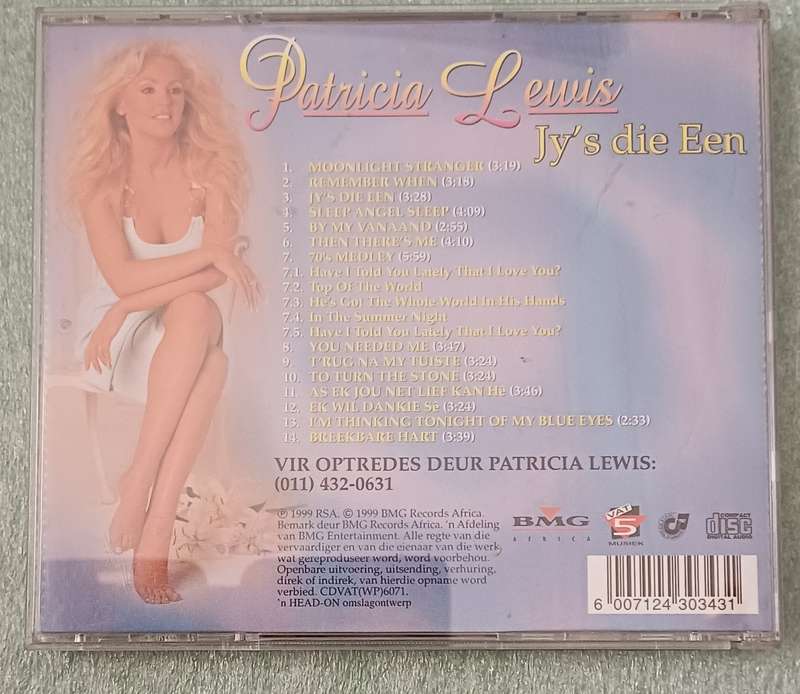 Patricia Lewis
Jy's die Een
1. MOONLIGHT STRANGER (3:19)
2. REMEMBER WHEN (3:18)
3. JY'S DIE EEN (3:28)
4. SLEEP ANGEL SLEEP (4:09)
5. BY MY VANAAND (2:55)
6. THEN THERE'S ME (4:10)
7. 70's MEDLEY (5:59)
7.1. Have I Told You Lately That I Love You?
7.2. Top Of The World
7.3. He's Got The Whole World In His Hands
7.4. In The Summer Night
7.5. Have I Told You Lately That I Love You?
8. YOU NEEDED ME (3:47)
9. T'RUG NA MY TUISTE (3:24)
10. TO TURN THE STONE (3:24)
11. AS EK JOU NET LIEF KAN Hê (3:46)
12. EK WIL DANKIE Sê (3:24)
13. I'M THINKING TONIGHT OF MY BLUE EYES (2:33)
14. BREEKBARE HART (3:39)
VIR OPTREDES DEUR PATRICIA LEWIS:
(011) 432-0631
℗ 1999 RSA. © 1999 BMG Records Africa.
Bemark deur BMG Records Africa. 'n Afdeling
van BMG Entertainment. Alle regte van die
vervaardiger en van die eienaar van die werk,
wat gereproduseer word, word voorbehou.
Openbare uitvoering, uitsending, verhuring,
direk of indirek, van hierdie opname word
verbied. CDVAT(WP)6071.
'n HEAD-ON omslagontwerp
BMG
AFRICA
VAT
5
MUSIEK
COMPACT
disc
DIGITAL AUDIO
6 007124 303431